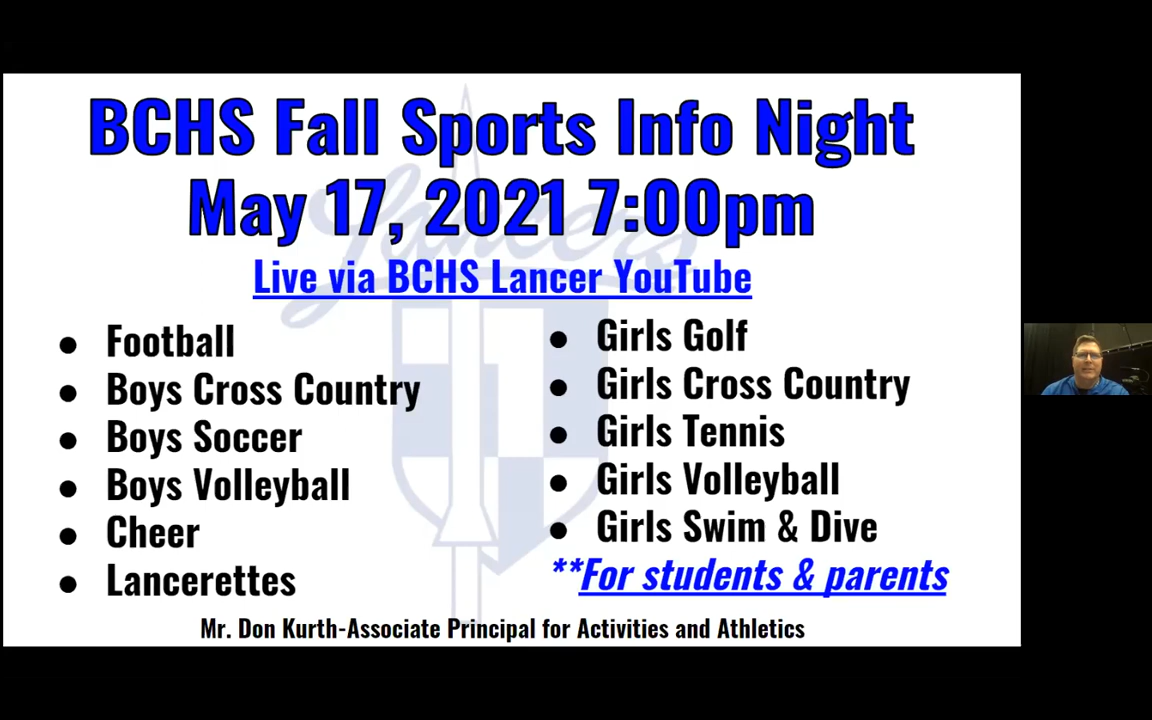 BCHS Fall Sports Info Night
May 17, 2021 7:00pm
Live via BCHS Lancer YouTube
● Football
● Boys Cross Country
● Boys Soccer
● Boys Volleyball
● Cheer
● Lancerettes
● Girls Golf
● Girls Cross Country
● Girls Tennis
● Girls Volleyball
● Girls Swim & Dive
**For students & parents
Mr. Don Kurth-Associate Principal for Activities and Athletics
Lancers